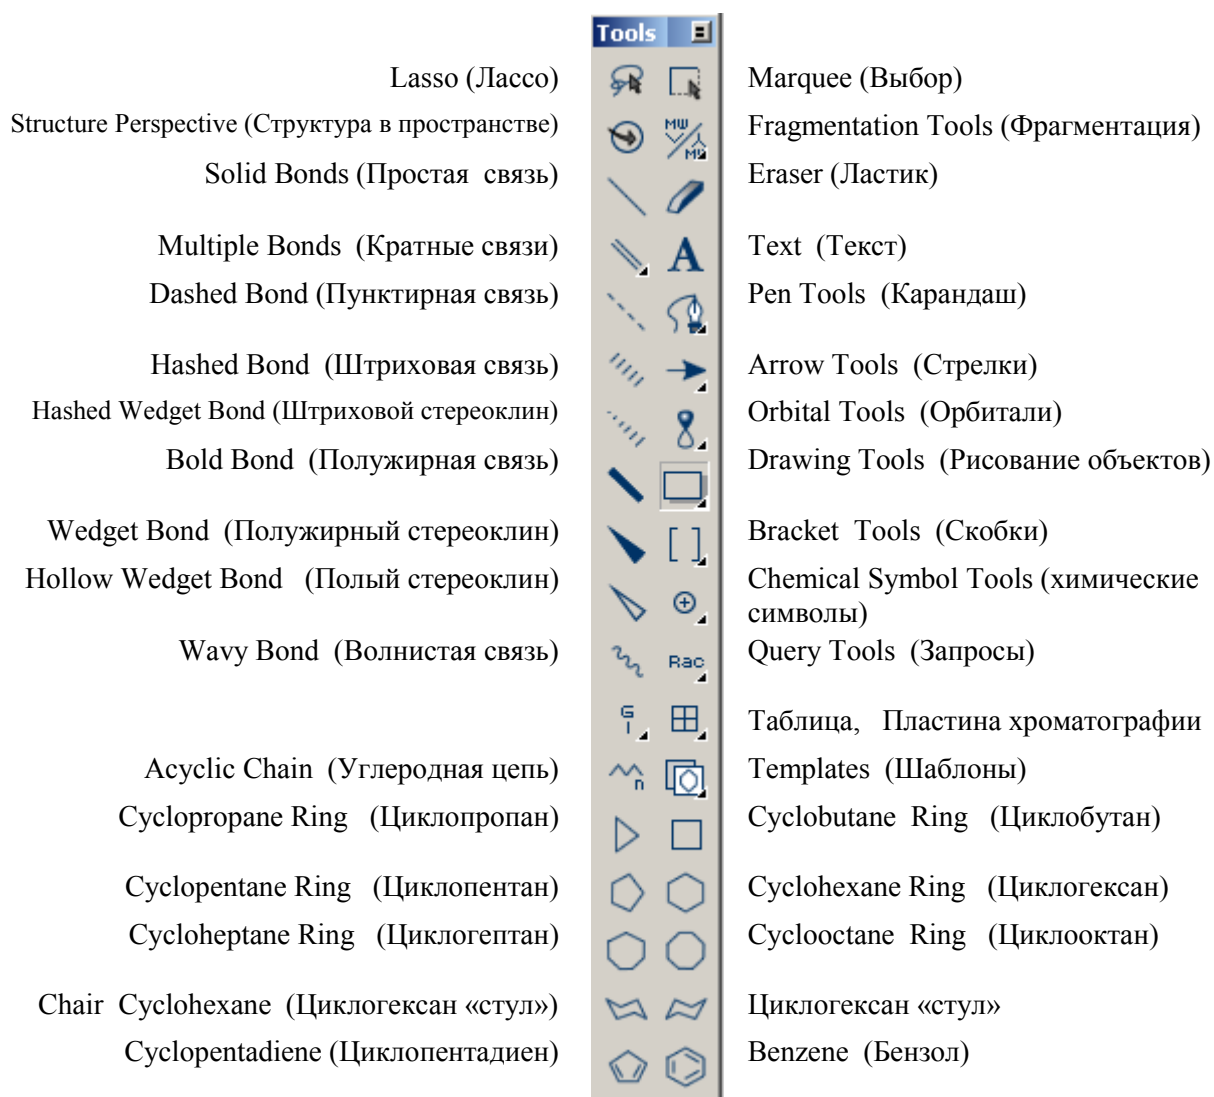 Tools
Lasso (Лассо) Marquee (Выбор)
Structure Perspective (Структура в пространстве) MW Fragmentation Tools (Фрагментация)
Solid Bonds (Простая связь) Eraser (Ластик)
Multiple Bonds (Кратные связи) A Text (Текст)
Dashed Bond (Пунктирная связь) Pen Tools (Карандаш)
Hashed Bond (Штриховая связь) Arrow Tools (Стрелки)
Hashed Wedget Bond (Штриховой стереоклин) Orbital Tools (Орбитали)
Bold Bond (Полужирная связь) Drawing Tools (Рисование объектов)
Wedget Bond (Полужирный стереоклин) [ ] Bracket Tools (Скобки)
Hollow Wedget Bond (Полый стереоклин) Chemical Symbol Tools (химические
символы)
Wavy Bond (Волнистая связь) Rac Query Tools (Запросы)
G I Таблица, Пластина хроматографии
Acyclic Chain (Углеродная цепь) n Templates (Шаблоны)
Cyclopropane Ring (Циклопропан) Cyclobutane Ring (Циклобутан)
Cyclopentane Ring (Циклопентан) Cyclohexane Ring (Циклогексан)
Cycloheptane Ring (Циклогептан) Cyclooctane Ring (Циклооктан)
Chair Cyclohexane (Циклогексан «стул») Циклогексан «стул»
Cyclopentadiene (Циклопентадиен) Benzene (Бензол)